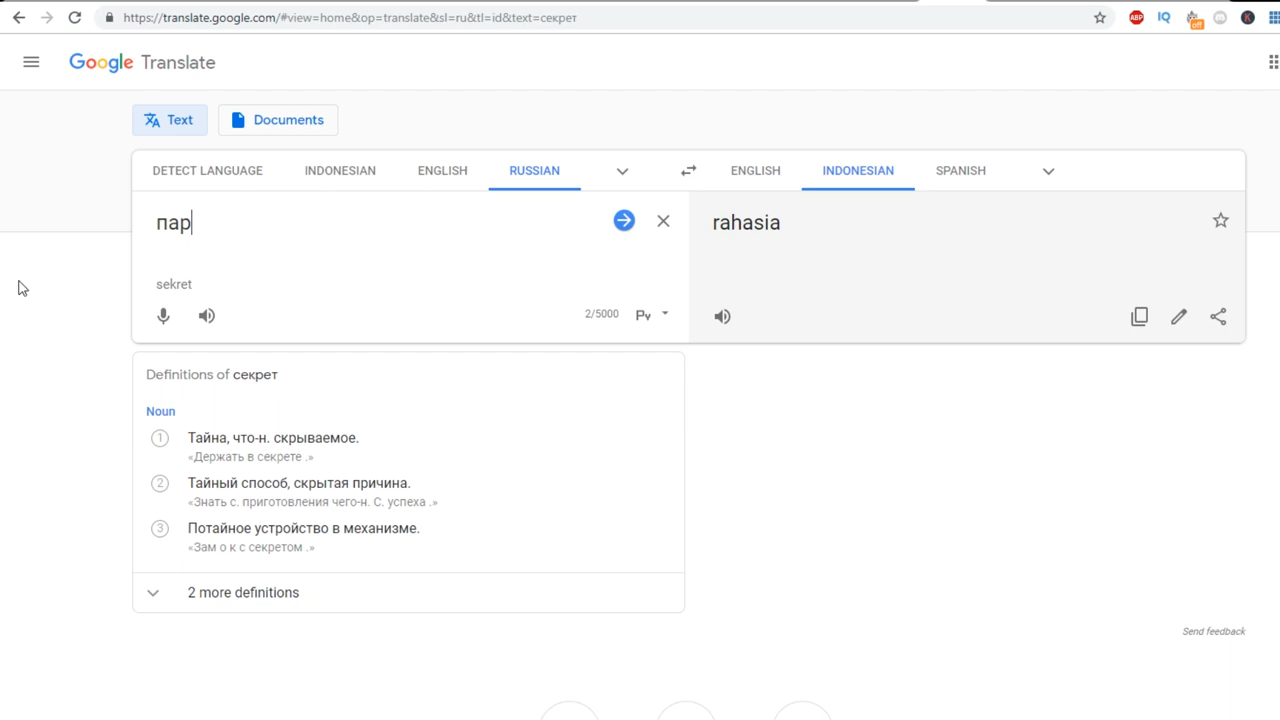 https://translate.google.com/#view=home&op=translate&sl=ru&tl=id&text=секрет
ABP
IQ
off
K
Google Translate
Text
Documents
DETECT LANGUAGE INDONESIAN ENGLISH RUSSIAN
ENGLISH INDONESIAN SPANISH
пар
rahasia
sekret
2/5000
Ру
Definitions of секрет
Noun
1 Тайна, что-н. скрываемое.
«Держать в секрете .»
2 Тайный способ, скрытая причина.
«Знать с. приготовления чего-н. С. успеха .»
3 Потайное устройство в механизме.
«Зам о к с секретом .»
2 more definitions
Send feedback